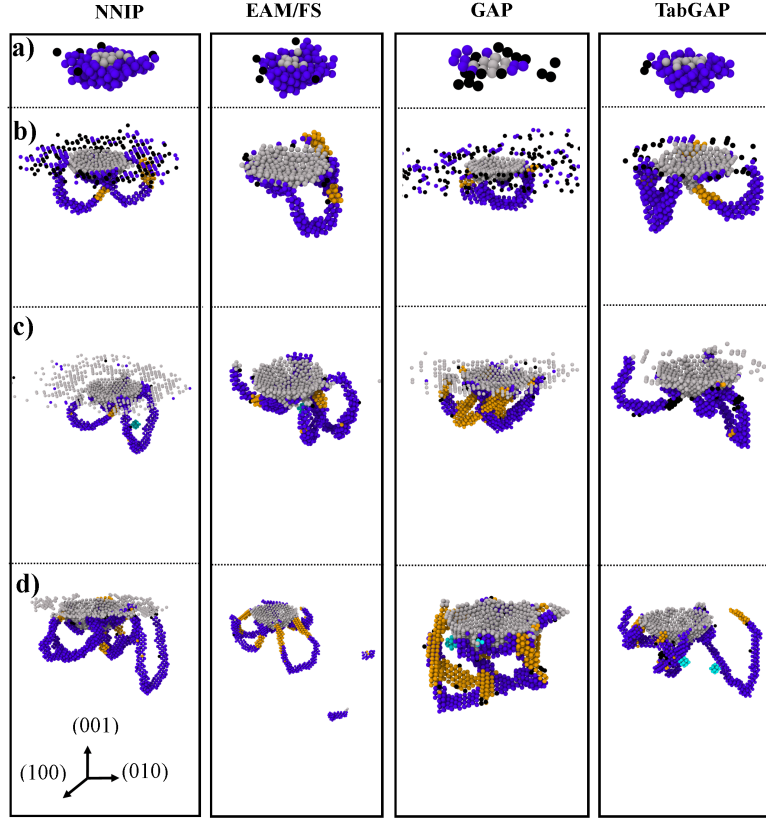 NNIP EAM/FS GAP TabGAP
a)
b)
c)
d)
(001)
(100) (010)